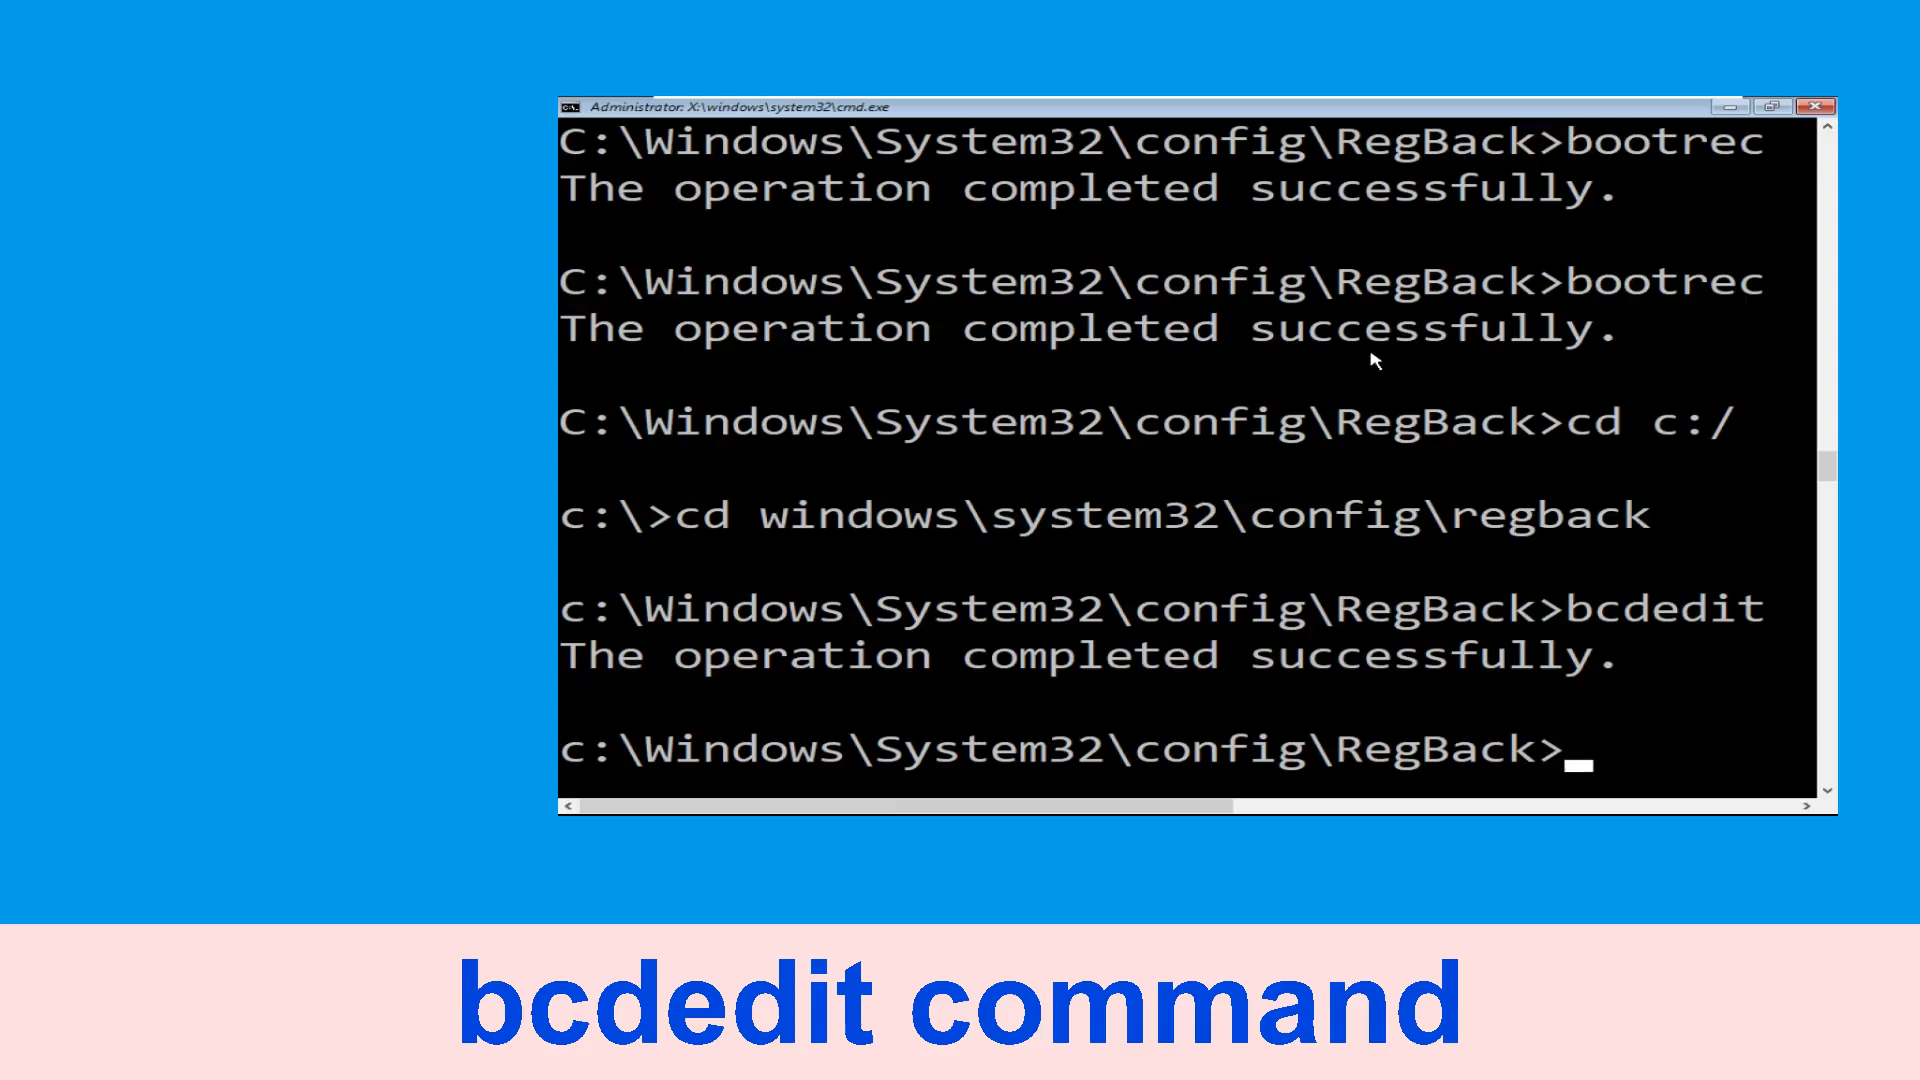 Administrator: X:\windows\system32\cmd.exe
C:\Windows\System32\config\RegBack>bootrec
The operation completed successfully.
C:\Windows\System32\config\RegBack>bootrec
The operation completed successfully.
C:\Windows\System32\config\RegBack>cd c:/
c:\>cd windows\system32\config\regback
c:\Windows\System32\config\RegBack>bcdedit
The operation completed successfully.
c:\Windows\System32\config\RegBack>
bcdedit command